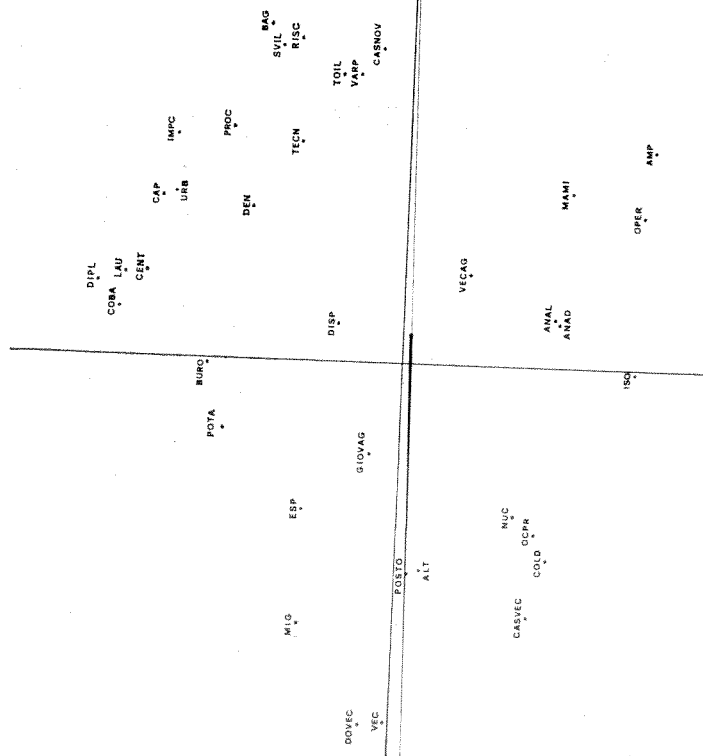 BAG
SVIL
RISC
CASNOV
TOIL
VARP
IMPC
PROC
TECN
AMP
CAP
URB
DEN
MAMI
OPER
DIPL
LAU
CENT
COBA
VECAG
DISP
ANAL
ANAD
BURO
ISO
POTA
GIOVAG
ESP
NUC
OCPR
COLD
POSTO
ALT
MIG
CASVEC
DOVEC
VEC